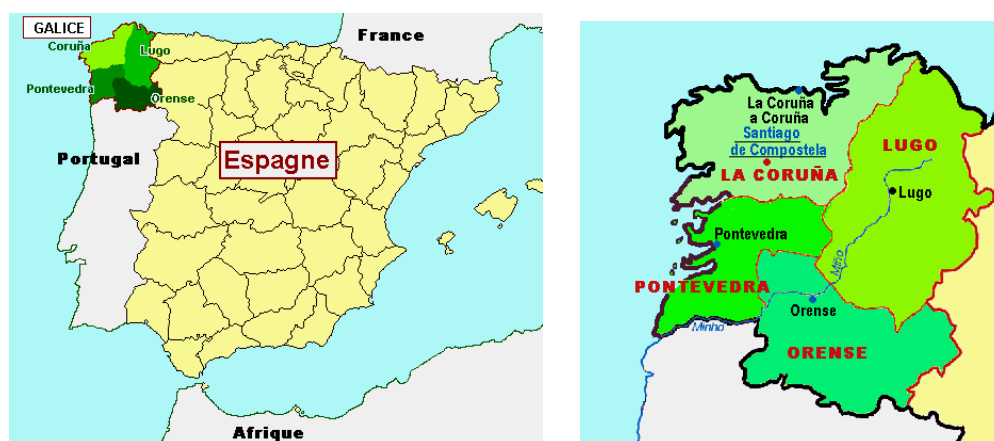 GALICE
Coruña
Lugo
Pontevedra
Orense
France
Portugal
Espagne
Afrique
La Coruña
a Coruña
Santiago
de Compostela
LA CORUÑA
LUGO
Lugo
Pontevedra
PONTEVEDRA
Miño
Orense
Minho
ORENSE